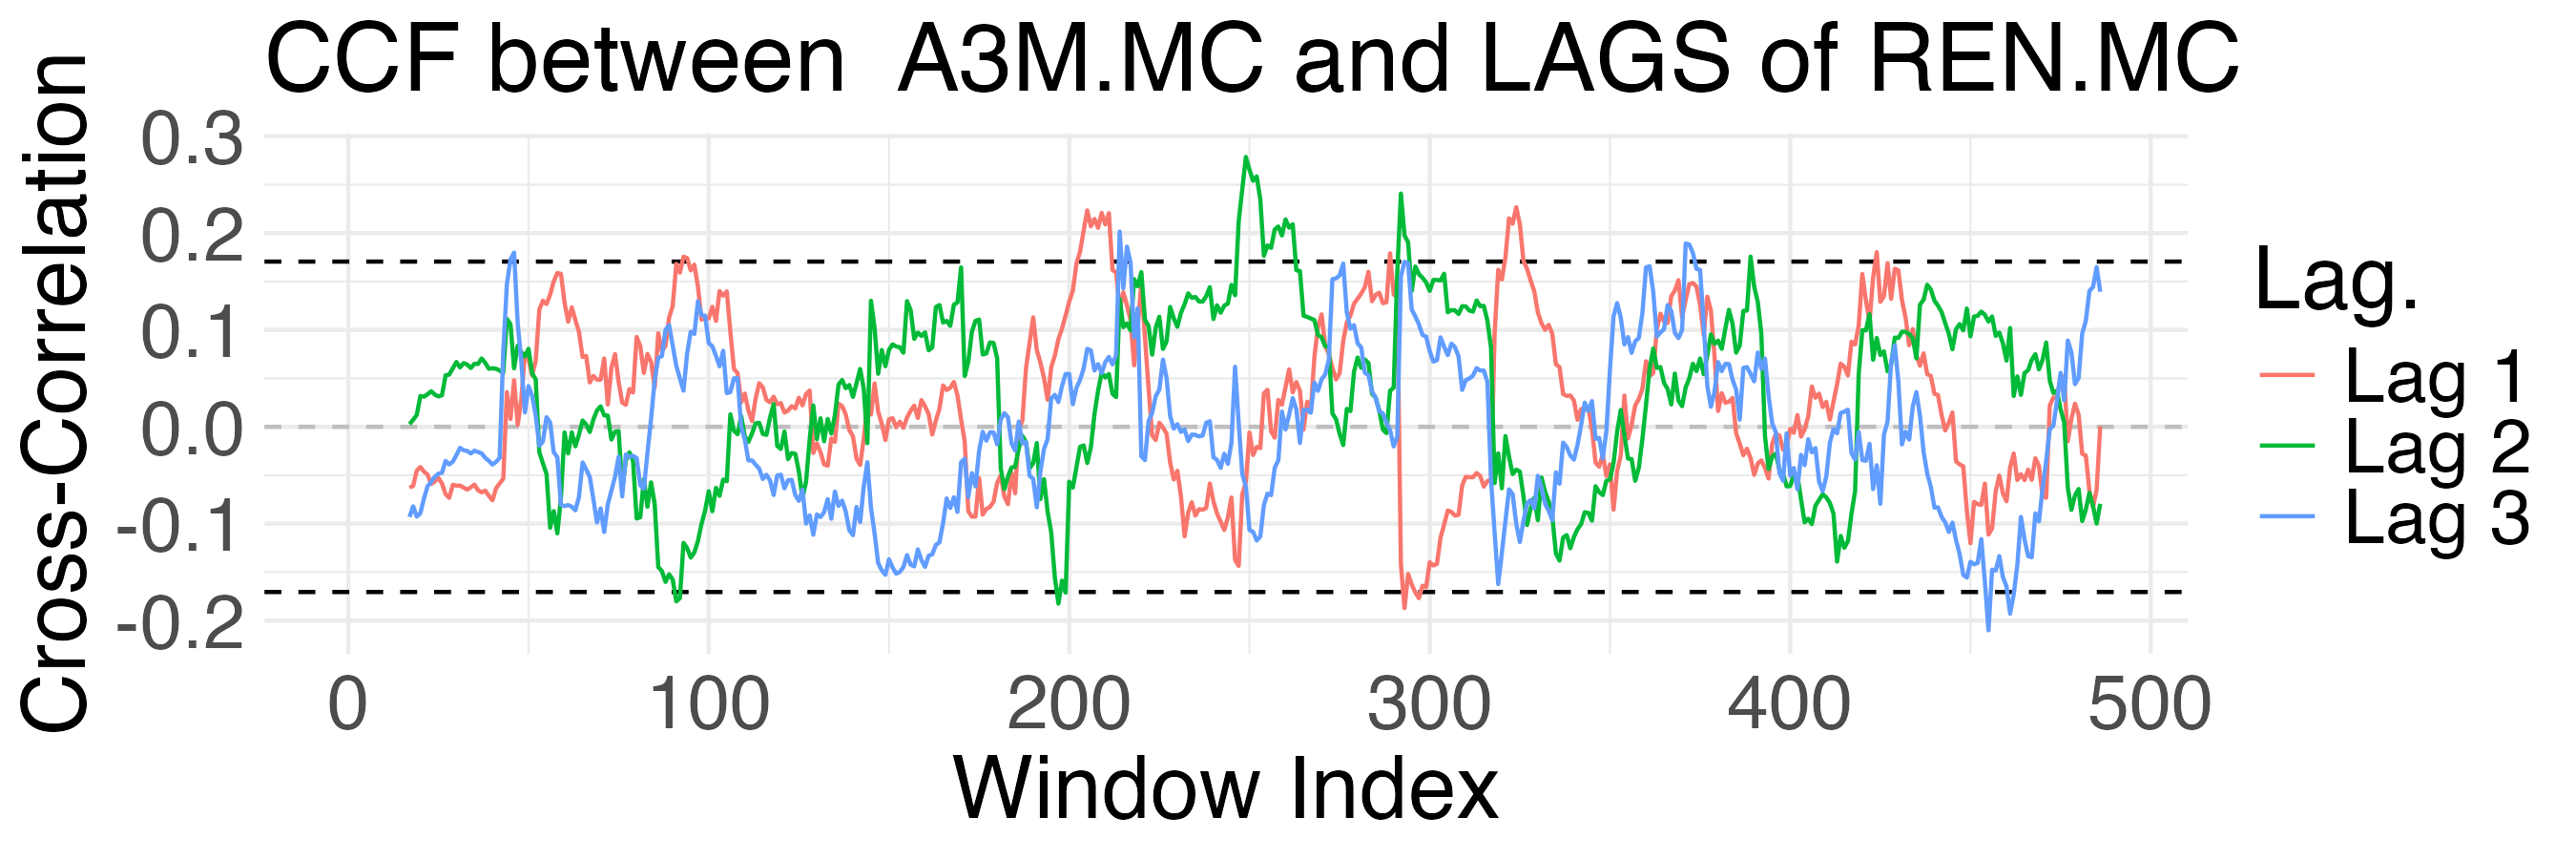 CCF between  A3M.MC and LAGS of REN.MC
Cross-Correlation
0.3
0.2
0.1
0.0
-0.1
-0.2
0 100 200 300 400 500
Window Index
Lag.
Lag 1
Lag 2
Lag 3